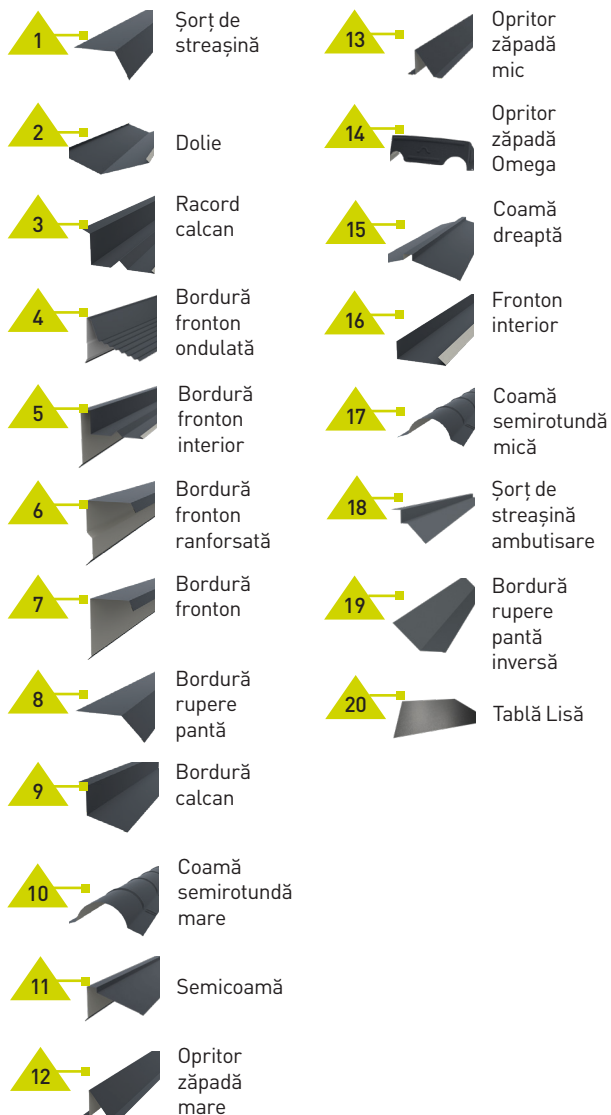 1
Șorț de
streașină
2
Dolie
3
Racord
calcan
4
Bordură
fronton
ondulată
5
Bordură
fronton
interior
6
Bordură
fronton
ranforsată
7
Bordură
fronton
8
Bordură
rupere
pantă
9
Bordură
calcan
10
Coamă
semirotundă
mare
11
Semicoamă
12
Opritor
zăpadă
mare
13
Opritor
zăpadă
mic
14
Opritor
zăpadă
Omega
15
Coamă
dreaptă
16
Fronton
interior
17
Coamă
semirotundă
mică
18
Șorț de
streașină
ambutisare
19
Bordură
rupere
pantă
inversă
20
Tablă Lisă